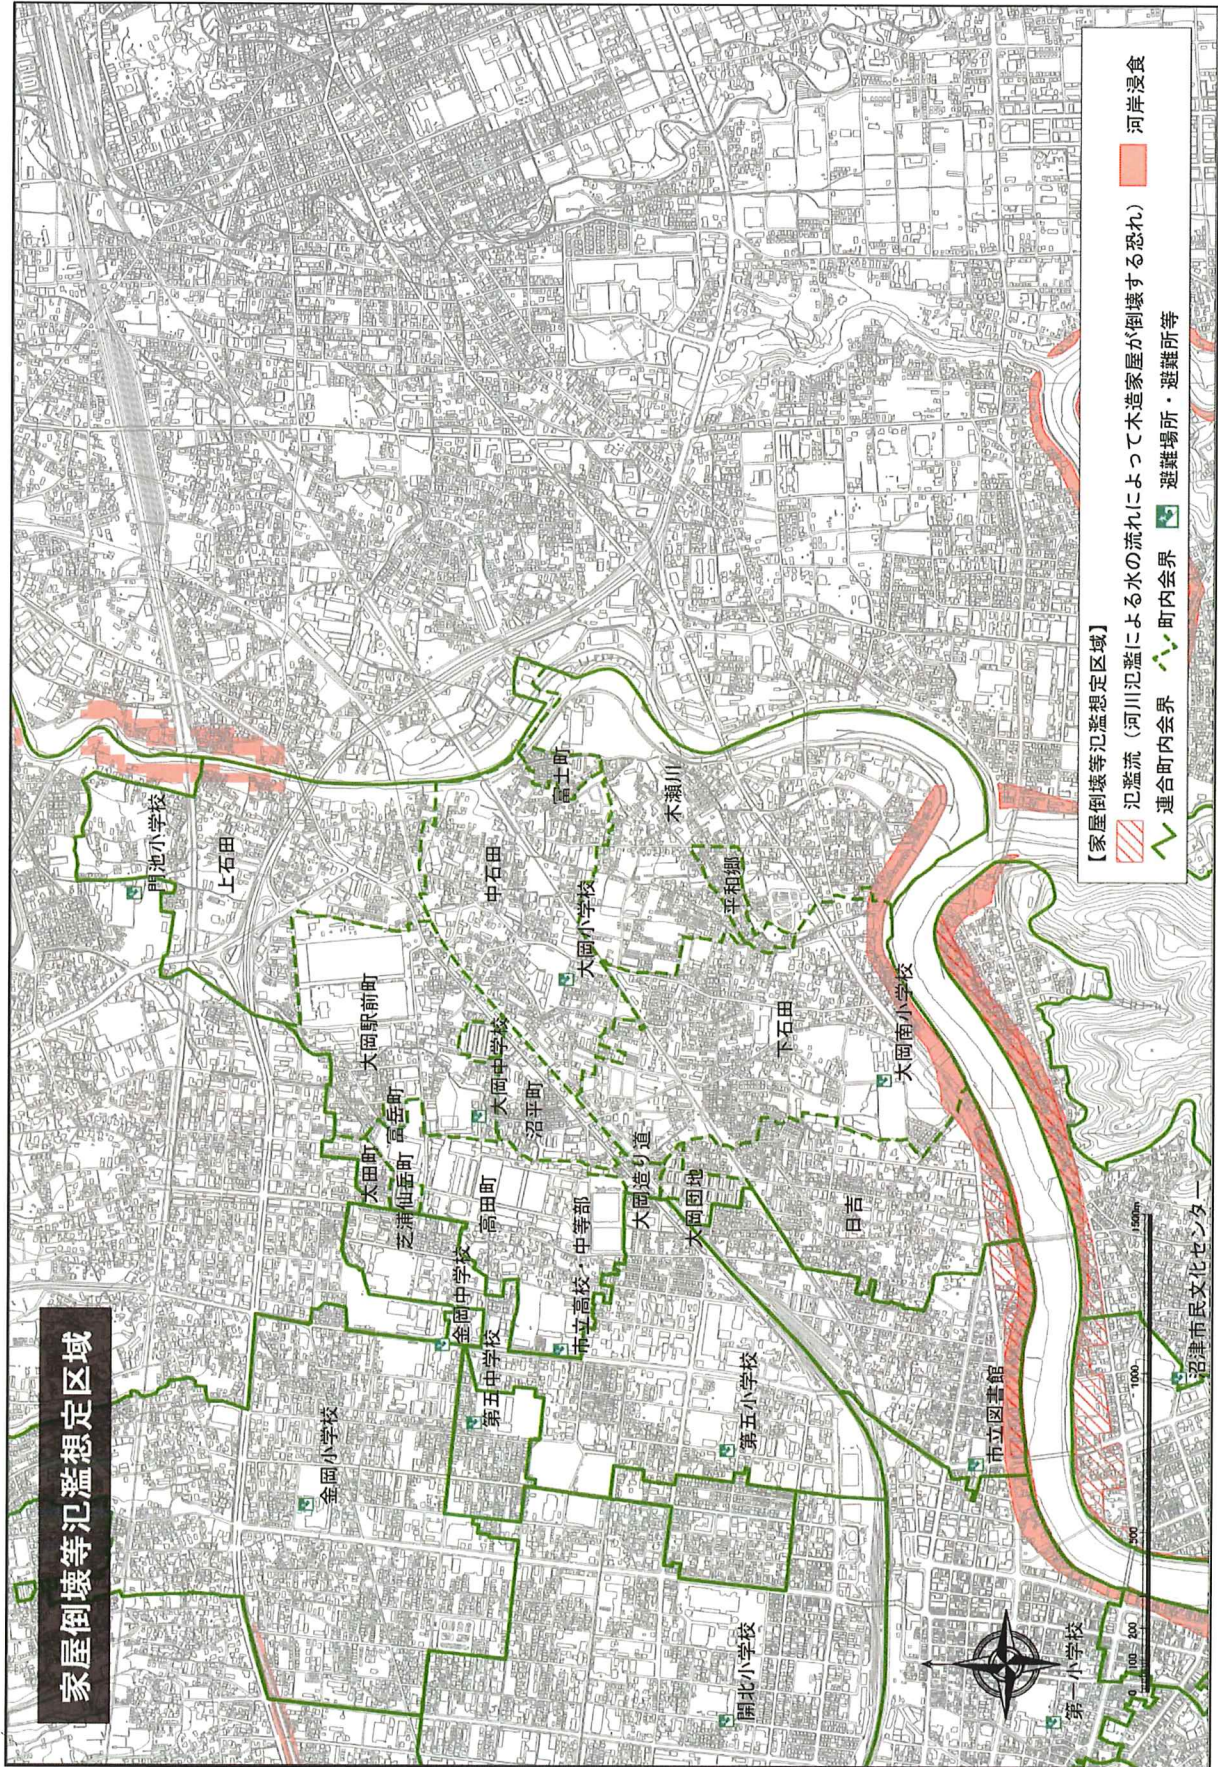 家屋倒壊等氾濫想定区域
門池小学校
上石田
大岡駅前町
中石田
富士町
木瀬川
大岡小学校
平和郷
大岡中学校
沼平町
富岳町
太田町
芝浦仙岳町
高田町
金岡中学校
第五中学校
市立高校・中等部
大岡造り道
大岡団地
下石田
大岡南小学校
日吉
金岡小学校
第五小学校
市立図書館
開北小学校
第一小学校
沼津市民文化センター
0 100 200 500 1000 1500m
【家屋倒壊等氾濫想定区域】
氾濫流（河川氾濫による水の流れによって木造家屋が倒壊する恐れ） 河岸浸食
連合町内会界 町内会界 避難場所・避難所等